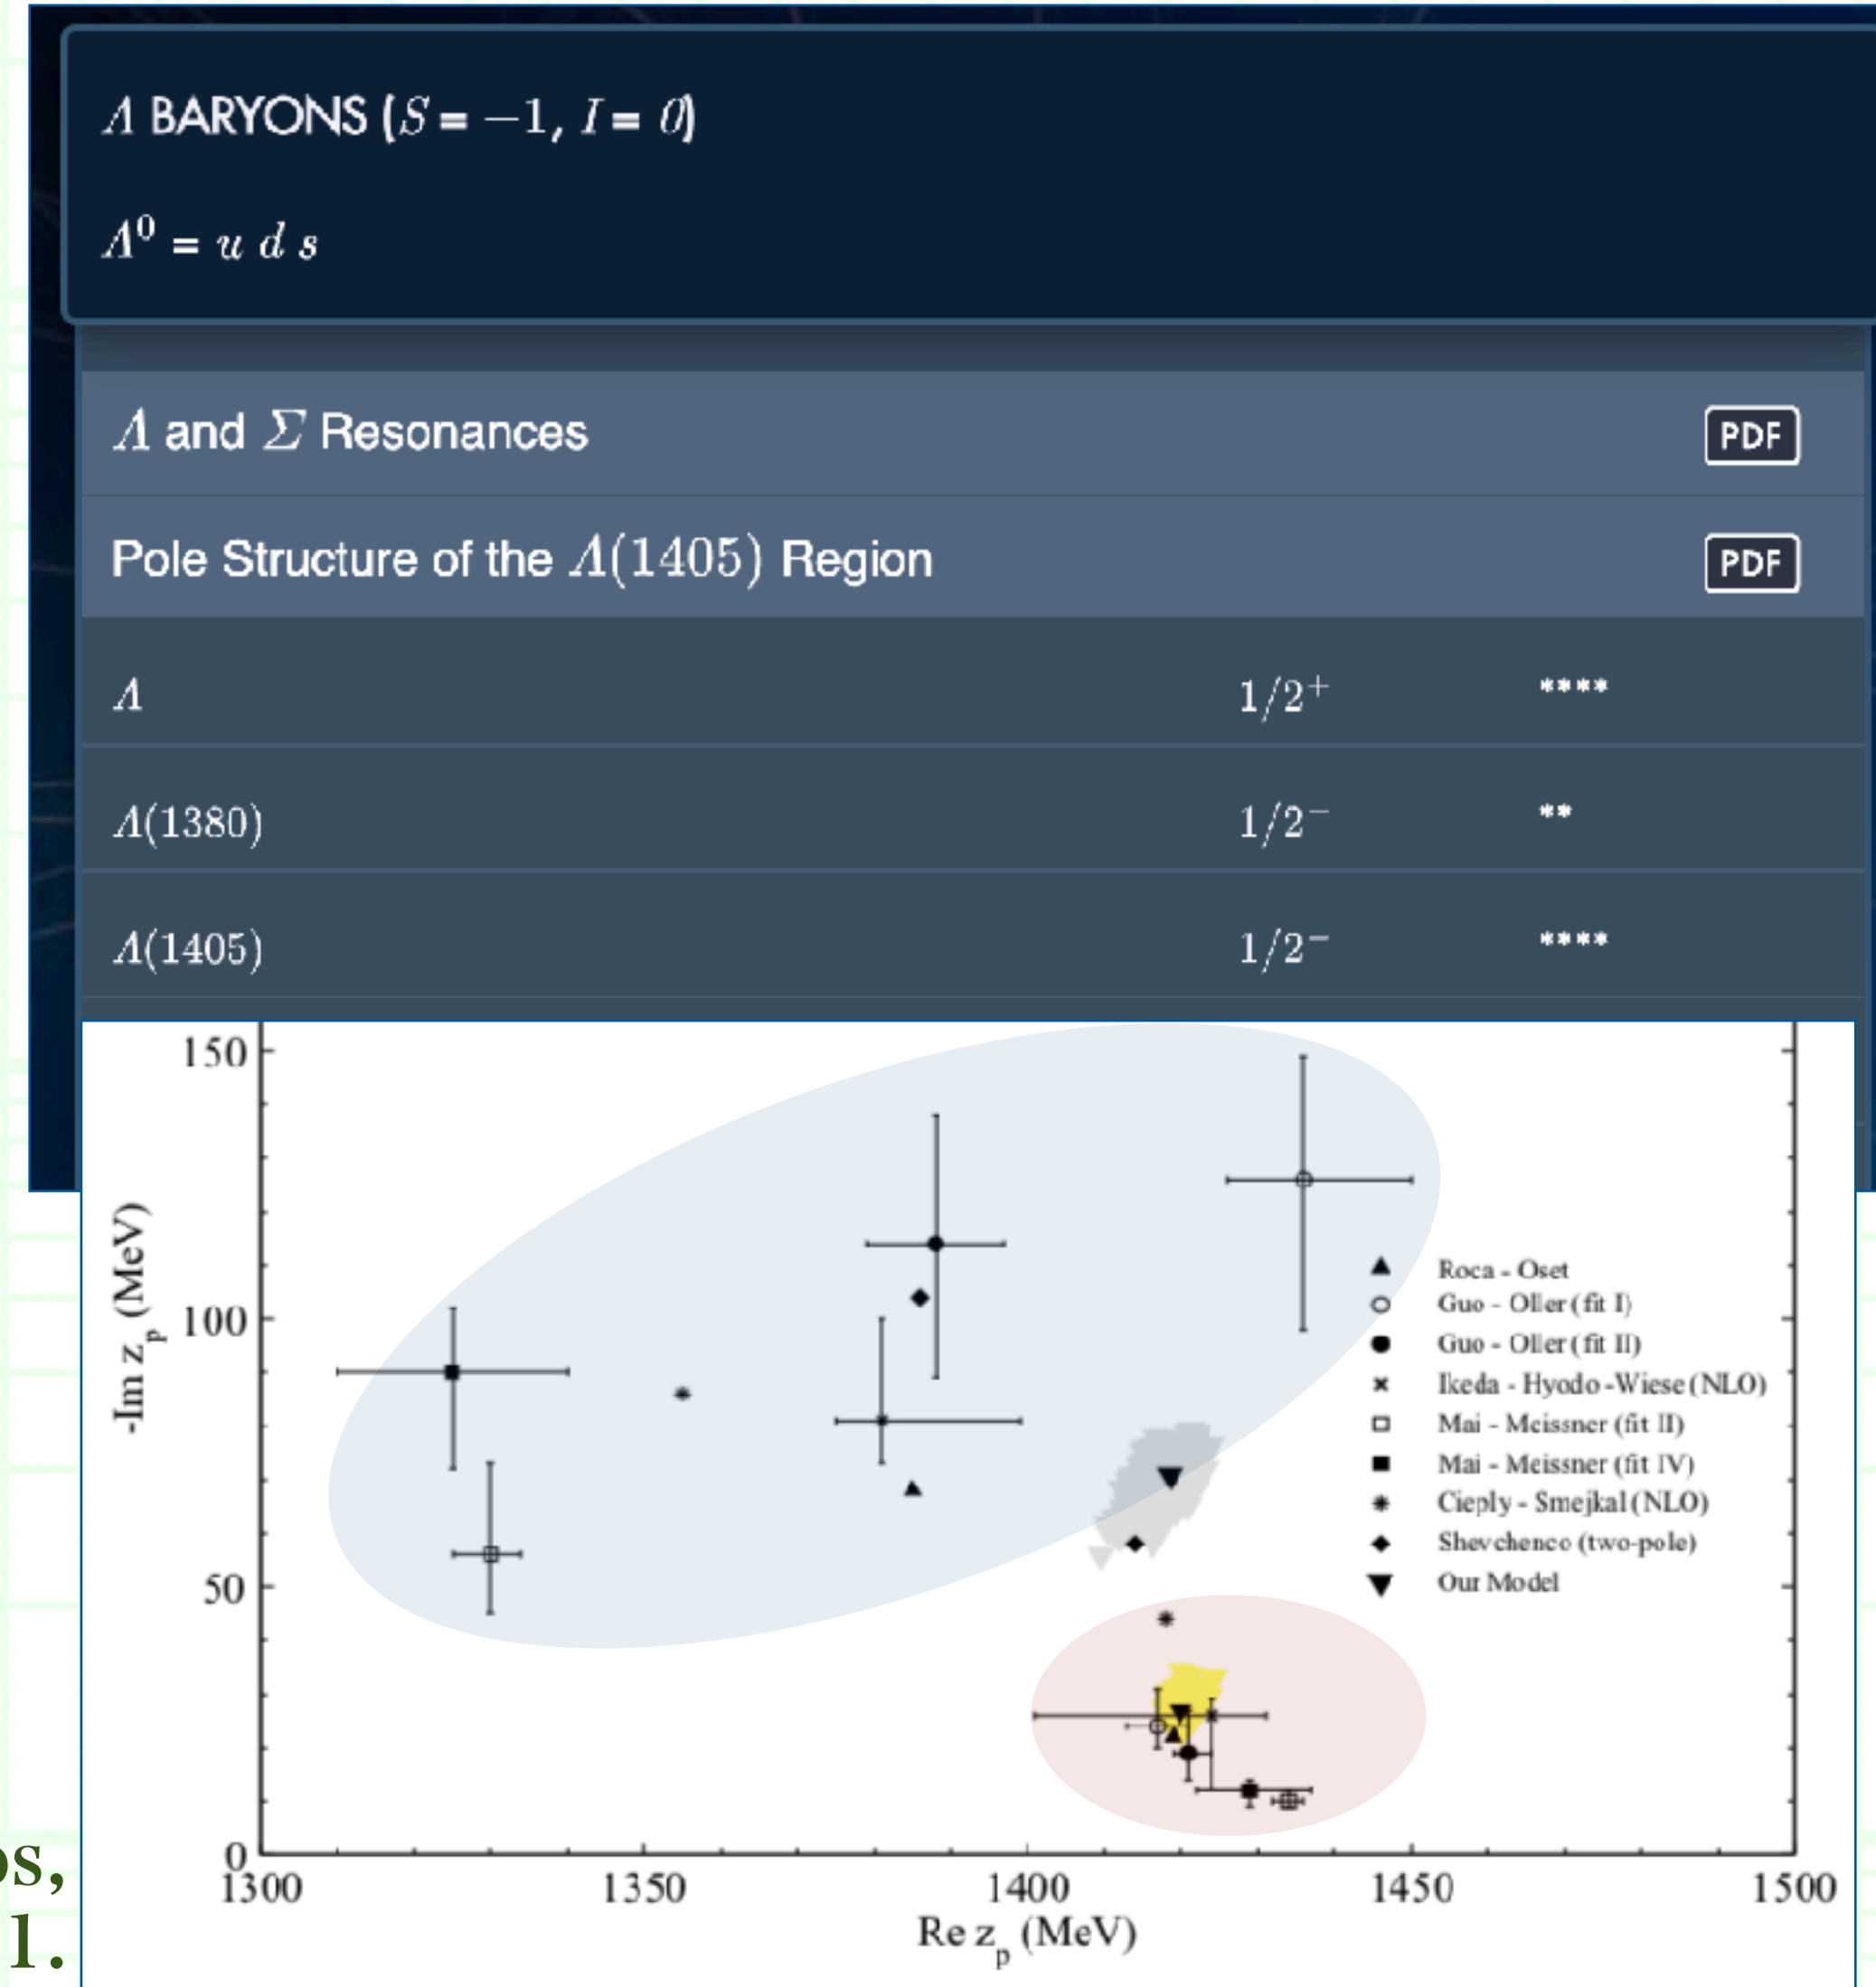 Λ BARYONS (S = −1, I = 0)
Λ⁰ = u d s
Λ and Σ Resonances PDF
Pole Structure of the Λ(1405) Region PDF
Λ 1/2⁺ ****
Λ(1380) 1/2⁻ **
Λ(1405) 1/2⁻ ****
150
100
50
0
-Im z_p (MeV)
Roca - Oset
Guo - Oller (fit I)
Guo - Oller (fit II)
Ikeda - Hyodo -Wiese (NLO)
Mai - Meissner (fit II)
Mai - Meissner (fit IV)
Cieply - Smejkal (NLO)
Shevchenco (two-pole)
Our Model
1300 1350 1400 1450 1500
Re z_p (MeV)
1.